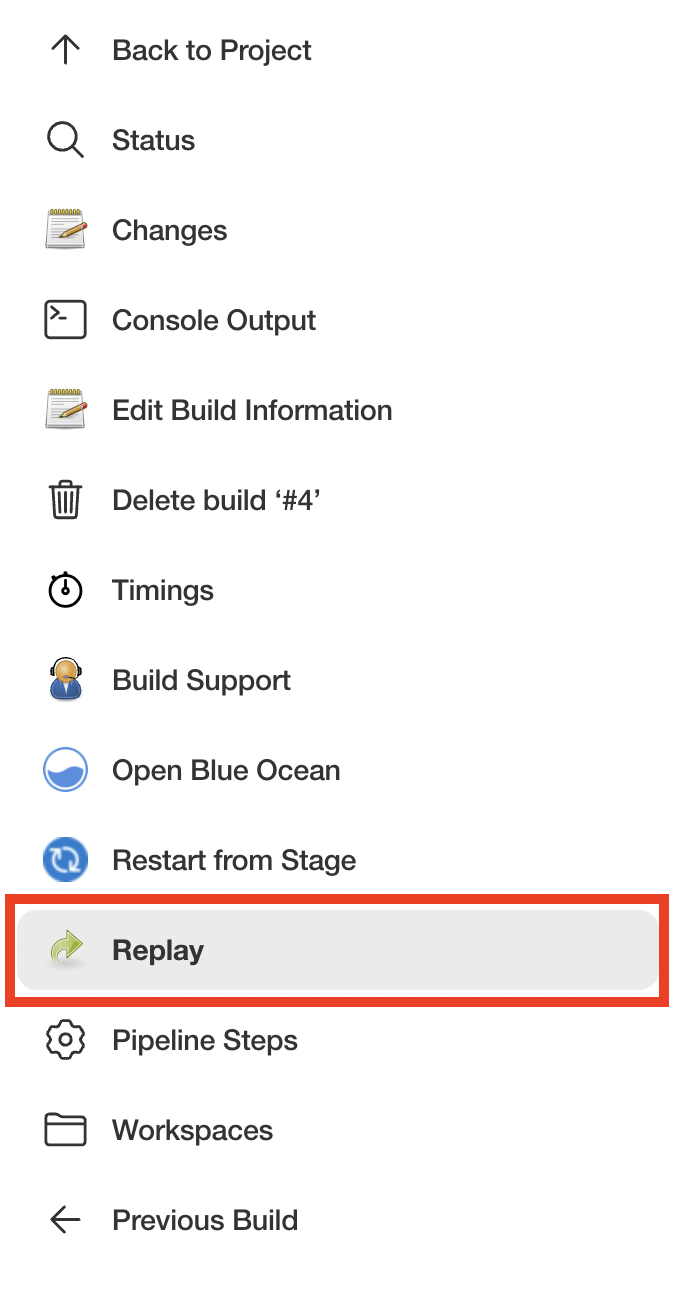 Back to Project
Status
Changes
Console Output
Edit Build Information
Delete build ‘#4’
Timings
Build Support
Open Blue Ocean
Restart from Stage
Replay
Pipeline Steps
Workspaces
Previous Build